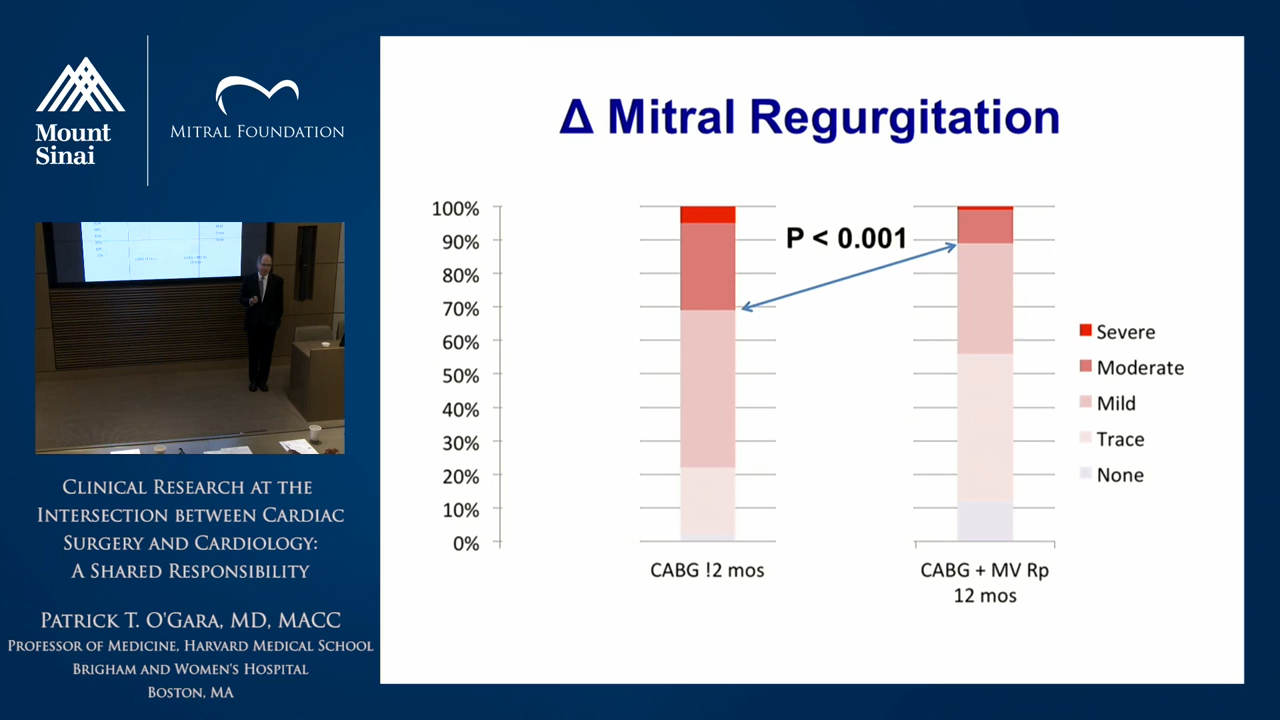 Mount
Sinai
MITRAL FOUNDATION
CLINICAL RESEARCH AT THE
INTERSECTION BETWEEN CARDIAC
SURGERY AND CARDIOLOGY:
A SHARED RESPONSIBILITY
PATRICK T. O'GARA, MD, MACC
PROFESSOR OF MEDICINE, HARVARD MEDICAL SCHOOL
BRIGHAM AND WOMEN'S HOSPITAL
BOSTON, MA
Δ Mitral Regurgitation
100%
90%
80%
70%
60%
50%
40%
30%
20%
10%
0%
P < 0.001
CABG !2 mos
CABG + MV Rp
12 mos
Severe
Moderate
Mild
Trace
None